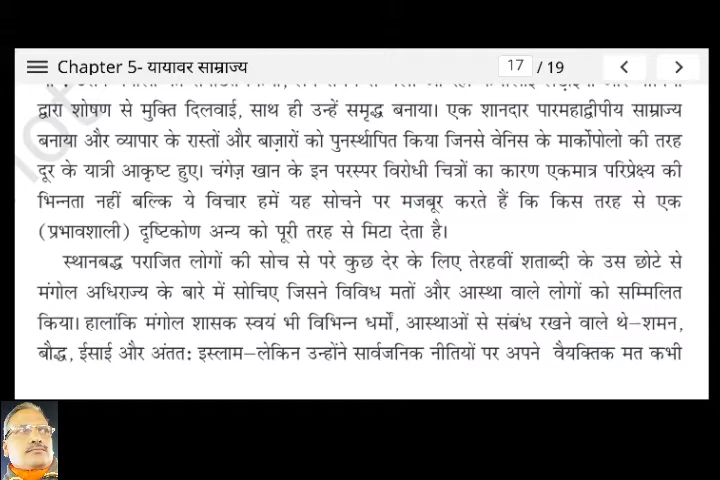 Chapter 5- यायावर साम्राज्य
17 / 19
द्वारा शोषण से मुक्ति दिलवाई, साथ ही उन्हें समृद्ध बनाया। एक शानदार पारमहाद्वीपीय साम्राज्य
बनाया और व्यापार के रास्तों और बाज़ारों को पुनर्स्थापित किया जिनसे वेनिस के मार्कोपोलो की तरह
दूर के यात्री आकृष्ट हुए। चंगेज़ खान के इन परस्पर विरोधी चित्रों का कारण एकमात्र परिप्रेक्ष्य की
भिन्नता नहीं बल्कि ये विचार हमें यह सोचने पर मजबूर करते हैं कि किस तरह से एक
(प्रभावशाली) दृष्टिकोण अन्य को पूरी तरह से मिटा देता है।
स्थानबद्ध पराजित लोगों की सोच से परे कुछ देर के लिए तेरहवीं शताब्दी के उस छोटे से
मंगोल अधिराज्य के बारे में सोचिए जिसने विविध मतों और आस्था वाले लोगों को सम्मिलित
किया। हालांकि मंगोल शासक स्वयं भी विभिन्न धर्मों, आस्थाओं से संबंध रखने वाले थे–शमन,
बौद्ध, ईसाई और अंतत: इस्लाम–लेकिन उन्होंने सार्वजनिक नीतियों पर अपने वैयक्तिक मत कभी